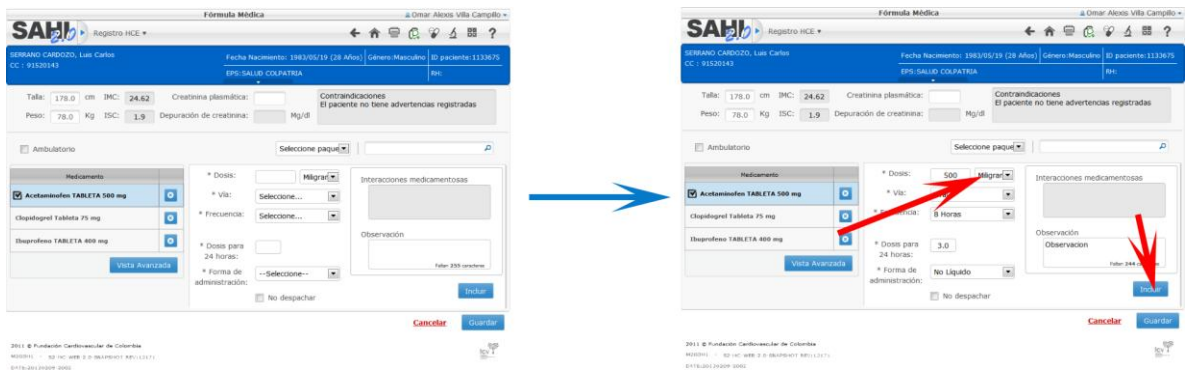 Fórmula Médica
Omar Alexis Villa Campillo
SAHI 2.0
Registro HCE
?
SERRANO CARDOZO, Luis Carlos
CC : 91520143
Fecha Nacimiento: 1983/05/19 (28 Años)
Género:Masculino
ID paciente:1133675
EPS:SALUD COLPATRIA
RH:
Talla: 178.0 cm IMC: 24.62 Creatinina plasmática:
Peso: 78.0 Kg ISC: 1.9 Depuración de creatinina: Mg/dl
Contraindicaciones
El paciente no tiene advertencias registradas
Ambulatorio
Seleccione paque
Medicamento
Acetaminofen TABLETA 500 mg
Clopidogrel Tableta 75 mg
Ibuprofeno TABLETA 400 mg
Vista Avanzada
* Dosis: Miligran
* Vía: Seleccione...
* Frecuencia: Seleccione...
* Dosis para
24 horas:
* Forma de
administración: --Seleccione--
No despachar
Interacciones medicamentosas
Observación
Faltan 255 caracteres
Incluir
Cancelar
Guardar
2011 © Fundación Cardiovascular de Colombia
Fórmula Médica
Omar Alexis Villa Campillo
SAHI 2.0
Registro HCE
?
SERRANO CARDOZO, Luis Carlos
CC : 91520143
Fecha Nacimiento: 1983/05/19 (28 Años)
Género:Masculino
ID paciente:1133675
EPS:SALUD COLPATRIA
RH:
Talla: 178.0 cm IMC: 24.62 Creatinina plasmática:
Peso: 78.0 Kg ISC: 1.9 Depuración de creatinina: Mg/dl
Contraindicaciones
El paciente no tiene advertencias registradas
Ambulatorio
Seleccione paque
Medicamento
Acetaminofen TABLETA 500 mg
Clopidogrel Tableta 75 mg
Ibuprofeno TABLETA 400 mg
Vista Avanzada
* Dosis: 500 Miligran
* Vía:
8 Horas
* Dosis para
24 horas: 3.0
* Forma de
administración: No Líquido
No despachar
Interacciones medicamentosas
Observación
Observacion
Faltan 244
Incluir
Cancelar
Guardar
2011 © Fundación Cardiovascular de Colombia